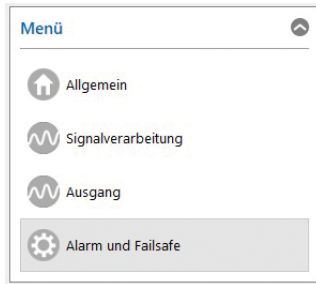 Menü
Allgemein
Signalverarbeitung
Ausgang
Alarm und Failsafe